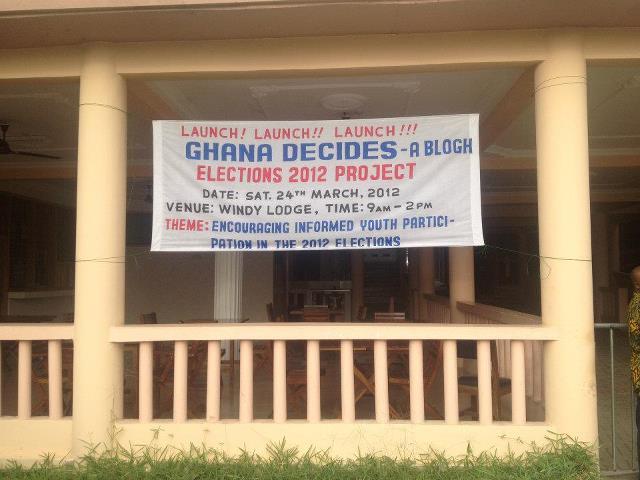 LAUNCH! LAUNCH!! LAUNCH!!!
GHANA DECIDES - A BLOGH
ELECTIONS 2012 PROJECT
DATE: SAT. 24TH MARCH, 2012
VENUE: WINDY LODGE, TIME: 9AM - 2PM
THEME: ENCOURAGING INFORMED YOUTH PARTICI-
PATION IN THE 2012 ELECTIONS